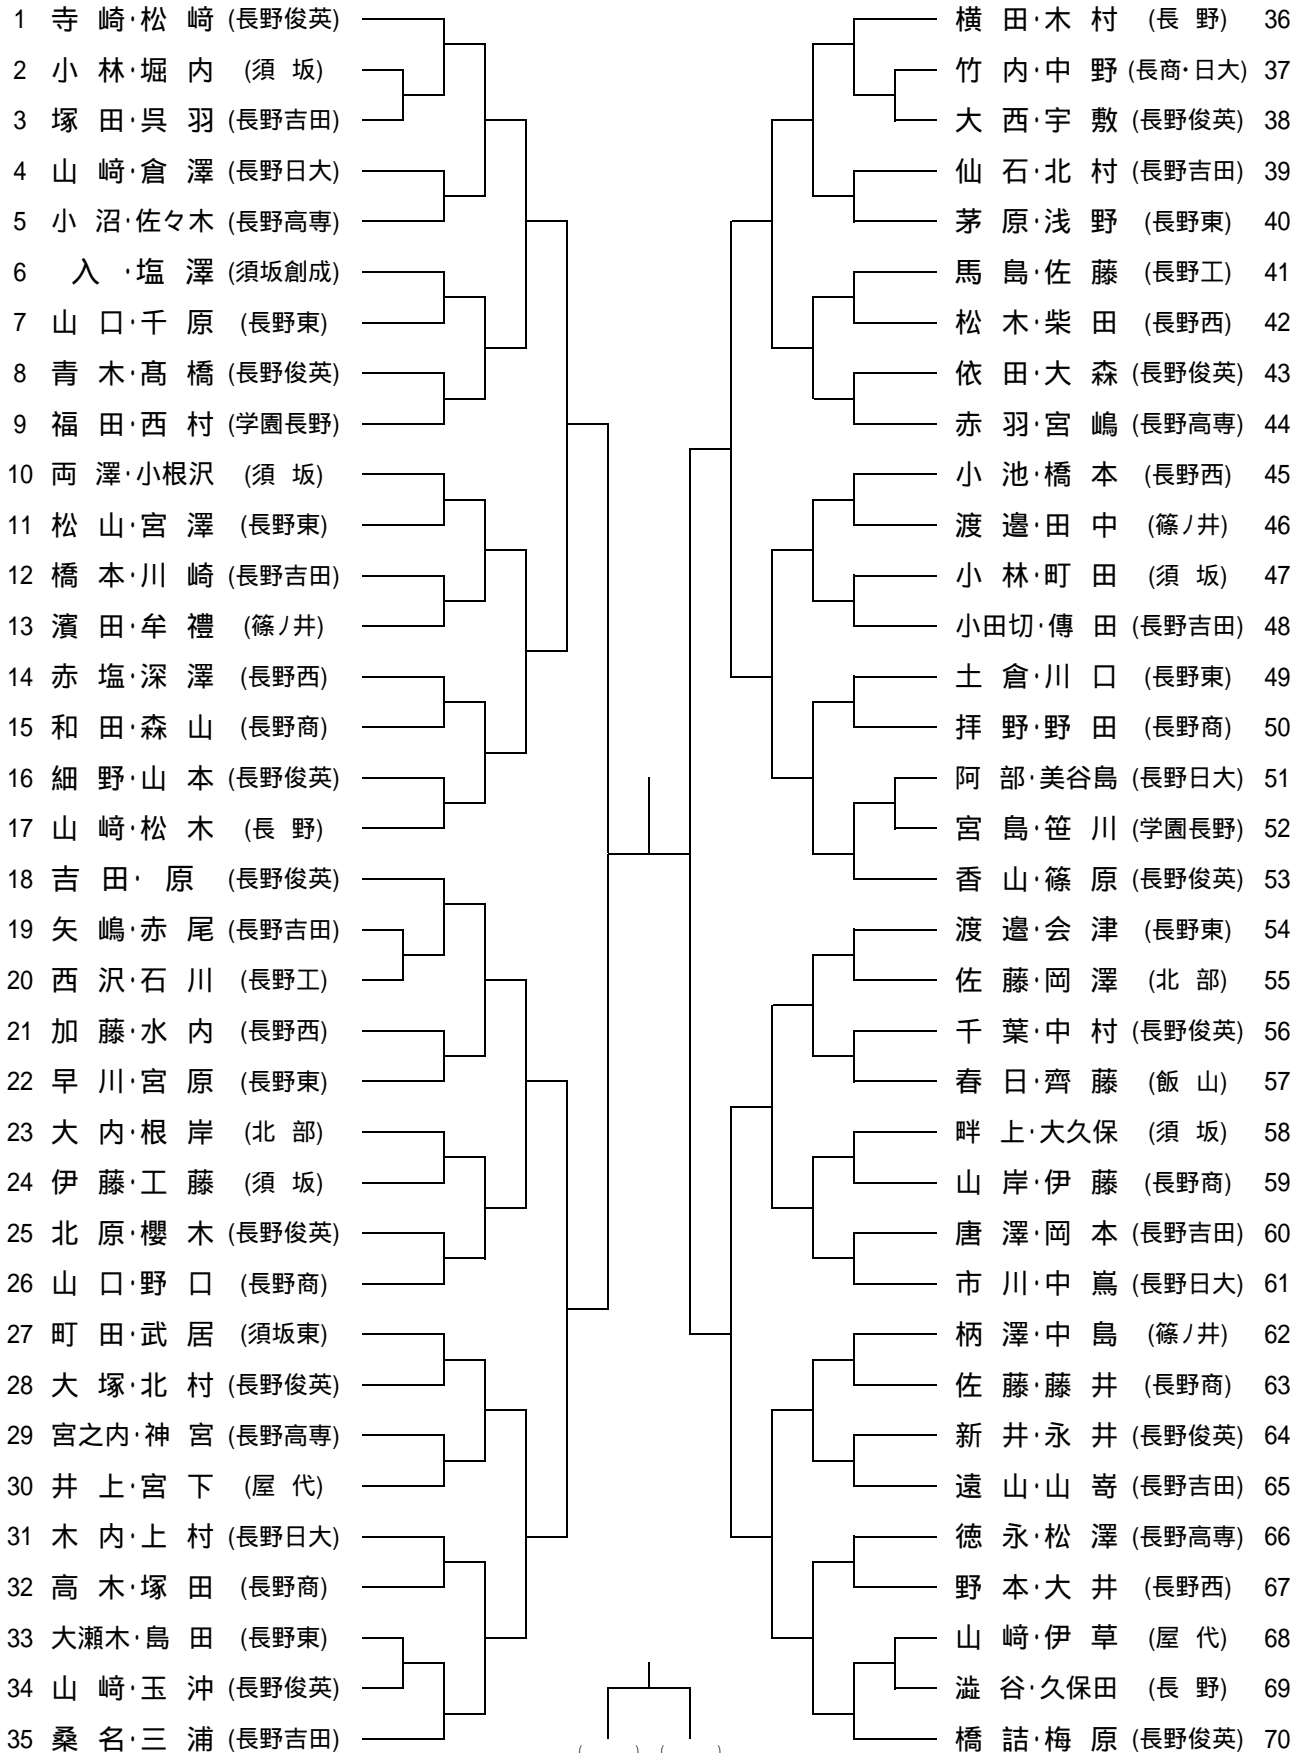 1 寺 崎・松 﨑 (長野俊英)
2 小 林・堀 内 (須 坂)
3 塚 田・呉 羽 (長野吉田)
4 山 﨑・倉 澤 (長野日大)
5 小 沼・佐々木 (長野高専)
6 入 ・塩 澤 (須坂創成)
7 山 口・千 原 (長野東)
8 青 木・髙 橋 (長野俊英)
9 福 田・西 村 (学園長野)
10 両 澤・小根沢 (須 坂)
11 松 山・宮 澤 (長野東)
12 橋 本・川 崎 (長野吉田)
13 濱 田・牟 禮 (篠ノ井)
14 赤 塩・深 澤 (長野西)
15 和 田・森 山 (長野商)
16 細 野・山 本 (長野俊英)
17 山 﨑・松 木 (長 野)
18 吉 田・ 原 (長野俊英)
19 矢 嶋・赤 尾 (長野吉田)
20 西 沢・石 川 (長野工)
21 加 藤・水 内 (長野西)
22 早 川・宮 原 (長野東)
23 大 内・根 岸 (北 部)
24 伊 藤・工 藤 (須 坂)
25 北 原・櫻 木 (長野俊英)
26 山 口・野 口 (長野商)
27 町 田・武 居 (須坂東)
28 大 塚・北 村 (長野俊英)
29 宮之内・神 宮 (長野高専)
30 井 上・宮 下 (屋 代)
31 木 内・上 村 (長野日大)
32 高 木・塚 田 (長野商)
33 大瀬木・島 田 (長野東)
34 山 﨑・玉 沖 (長野俊英)
35 桑 名・三 浦 (長野吉田)
横 田・木 村 (長 野) 36
竹 内・中 野 (長商・日大) 37
大 西・宇 敷 (長野俊英) 38
仙 石・北 村 (長野吉田) 39
茅 原・浅 野 (長野東) 40
馬 島・佐 藤 (長野工) 41
松 木・柴 田 (長野西) 42
依 田・大 森 (長野俊英) 43
赤 羽・宮 嶋 (長野高専) 44
小 池・橋 本 (長野西) 45
渡 邉・田 中 (篠ノ井) 46
小 林・町 田 (須 坂) 47
小田切・傳 田 (長野吉田) 48
土 倉・川 口 (長野東) 49
拝 野・野 田 (長野商) 50
阿 部・美谷島 (長野日大) 51
宮 島・笹 川 (学園長野) 52
香 山・篠 原 (長野俊英) 53
渡 邉・会 津 (長野東) 54
佐 藤・岡 澤 (北 部) 55
千 葉・中 村 (長野俊英) 56
春 日・齊 藤 (飯 山) 57
畔 上・大久保 (須 坂) 58
山 岸・伊 藤 (長野商) 59
唐 澤・岡 本 (長野吉田) 60
市 川・中 嶌 (長野日大) 61
柄 澤・中 島 (篠ノ井) 62
佐 藤・藤 井 (長野商) 63
新 井・永 井 (長野俊英) 64
遠 山・山 嵜 (長野吉田) 65
徳 永・松 澤 (長野高専) 66
野 本・大 井 (長野西) 67
山 﨑・伊 草 (屋 代) 68
澁 谷・久保田 (長 野) 69
橋 詰・梅 原 (長野俊英) 70
( ) ( )